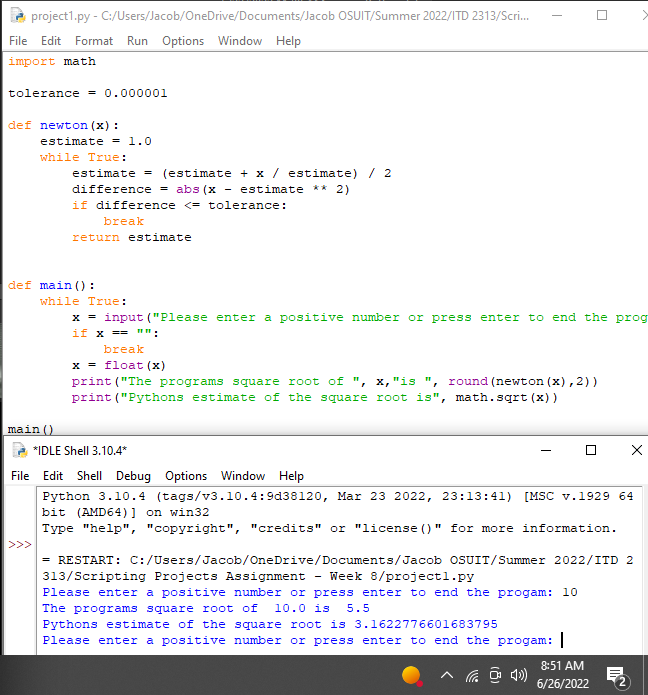 project1.py - C:/Users/Jacob/OneDrive/Documents/Jacob OSUIT/Summer 2022/ITD 2313/Scri...
File Edit Format Run Options Window Help
import math
tolerance = 0.000001
def newton(x):
    estimate = 1.0
    while True:
        estimate = (estimate + x / estimate) / 2
        difference = abs(x - estimate ** 2)
        if difference <= tolerance:
            break
        return estimate
def main():
    while True:
        x = input("Please enter a positive number or press enter to end the prog
        if x == "":
            break
        x = float(x)
        print("The programs square root of ", x,"is ", round(newton(x),2))
        print("Pythons estimate of the square root is", math.sqrt(x))
main()
*IDLE Shell 3.10.4*
File Edit Shell Debug Options Window Help
Python 3.10.4 (tags/v3.10.4:9d38120, Mar 23 2022, 23:13:41) [MSC v.1929 64
bit (AMD64)] on win32
Type "help", "copyright", "credits" or "license()" for more information.
>>>
= RESTART: C:/Users/Jacob/OneDrive/Documents/Jacob OSUIT/Summer 2022/ITD 2
313/Scripting Projects Assignment - Week 8/project1.py
Please enter a positive number or press enter to end the progam: 10
The programs square root of  10.0 is  5.5
Pythons estimate of the square root is 3.1622776601683795
Please enter a positive number or press enter to end the progam:
8:51 AM
6/26/2022
2